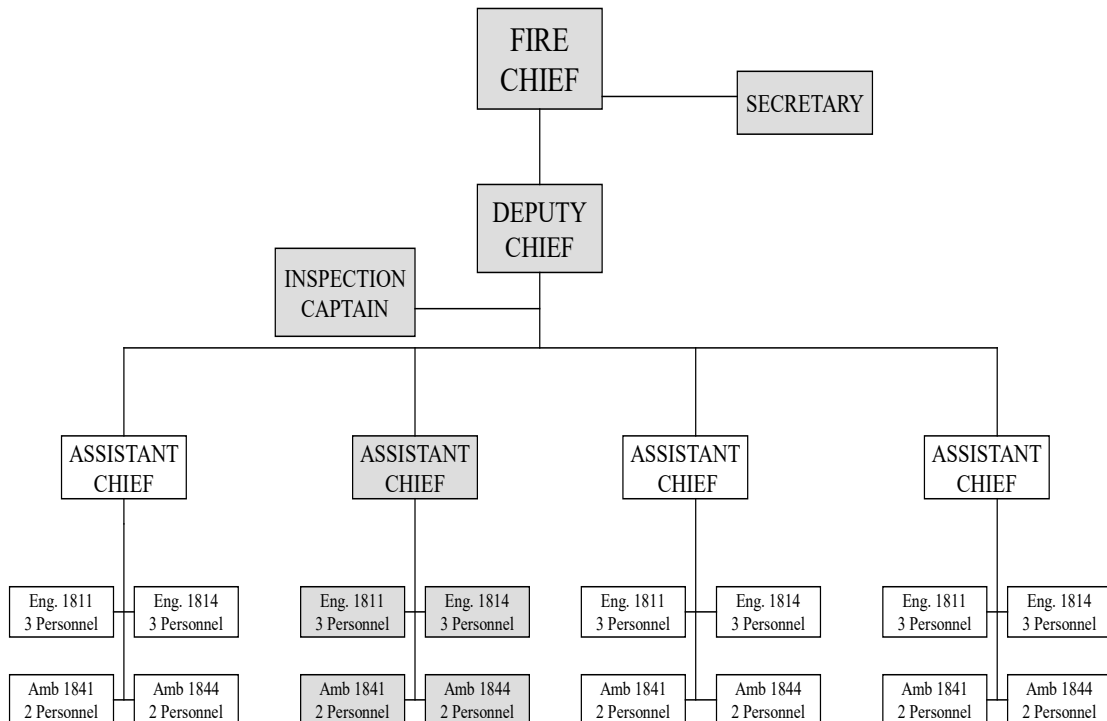 FIRE
CHIEF
SECRETARY
DEPUTY
CHIEF
INSPECTION
CAPTAIN
ASSISTANT
CHIEF
ASSISTANT
CHIEF
ASSISTANT
CHIEF
ASSISTANT
CHIEF
Eng. 1811
3 Personnel
Eng. 1814
3 Personnel
Eng. 1811
3 Personnel
Eng. 1814
3 Personnel
Eng. 1811
3 Personnel
Eng. 1814
3 Personnel
Eng. 1811
3 Personnel
Eng. 1814
3 Personnel
Amb 1841
2 Personnel
Amb 1844
2 Personnel
Amb 1841
2 Personnel
Amb 1844
2 Personnel
Amb 1841
2 Personnel
Amb 1844
2 Personnel
Amb 1841
2 Personnel
Amb 1844
2 Personnel